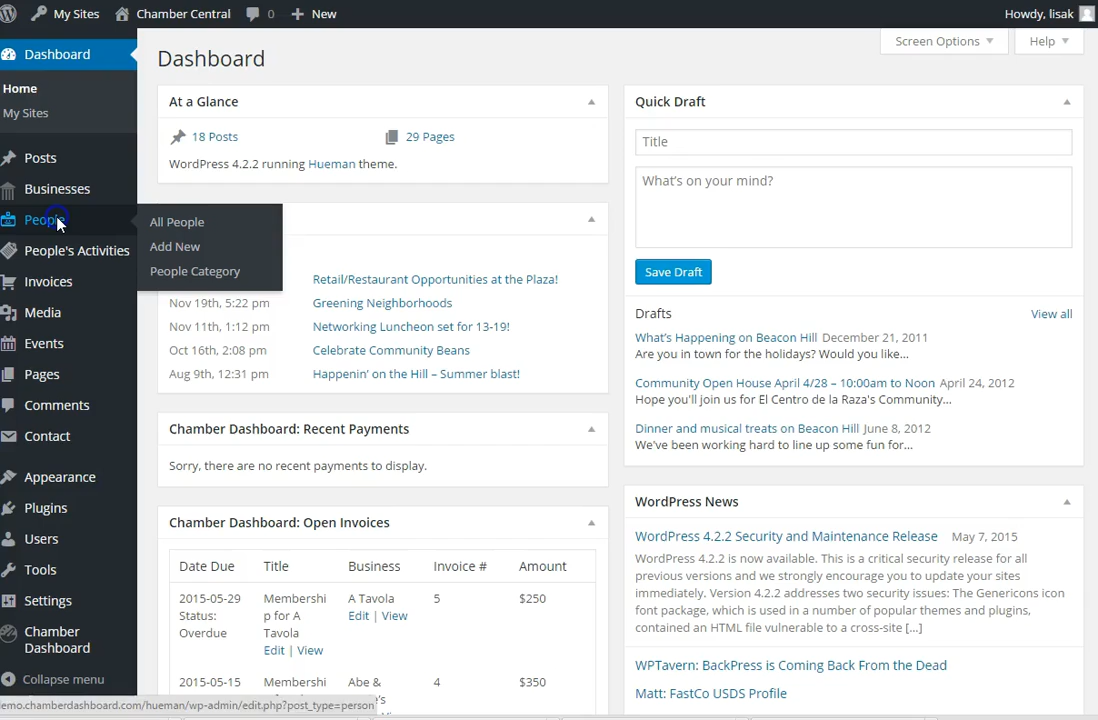 My Sites Chamber Central 0 New Howdy, lisak
Dashboard
Home
My Sites
Posts
Businesses
People
People's Activities
Invoices
Media
Events
Pages
Comments
Contact
Appearance
Plugins
Users
Tools
Settings
Chamber
Dashboard
Collapse menu
All People
Add New
People Category
Screen Options Help
Dashboard
At a Glance
18 Posts 29 Pages
WordPress 4.2.2 running Hueman theme.
Retail/Restaurant Opportunities at the Plaza!
Nov 19th, 5:22 pm Greening Neighborhoods
Nov 11th, 1:12 pm Networking Luncheon set for 13-19!
Oct 16th, 2:08 pm Celebrate Community Beans
Aug 9th, 12:31 pm Happenin' on the Hill – Summer blast!
Chamber Dashboard: Recent Payments
Sorry, there are no recent payments to display.
Chamber Dashboard: Open Invoices
Date Due Title Business Invoice # Amount
2015-05-29 Membershi A Tavola 5 $250
Status: p for A Edit | View
Overdue Tavola
Edit | View
2015-05-15 Membershi Abe & 4 $350
Quick Draft
Title
What's on your mind?
Save Draft
Drafts View all
What's Happening on Beacon Hill December 21, 2011
Are you in town for the holidays? Would you like…
Community Open House April 4/28 – 10:00am to Noon April 24, 2012
Hope you'll join us for El Centro de la Raza's Community…
Dinner and musical treats on Beacon Hill June 8, 2012
We've been working hard to line up some fun for…
WordPress News
WordPress 4.2.2 Security and Maintenance Release May 7, 2015
WordPress 4.2.2 is now available. This is a critical security release for all
previous versions and we strongly encourage you to update your sites
immediately. Version 4.2.2 addresses two security issues: The Genericons icon
font package, which is used in a number of popular themes and plugins,
contained an HTML file vulnerable to a cross-site […]
WPTavern: BackPress is Coming Back From the Dead
Matt: FastCo USDS Profile
emo.chamberdashboard.com/hueman/wp-admin/edit.php?post_type=person